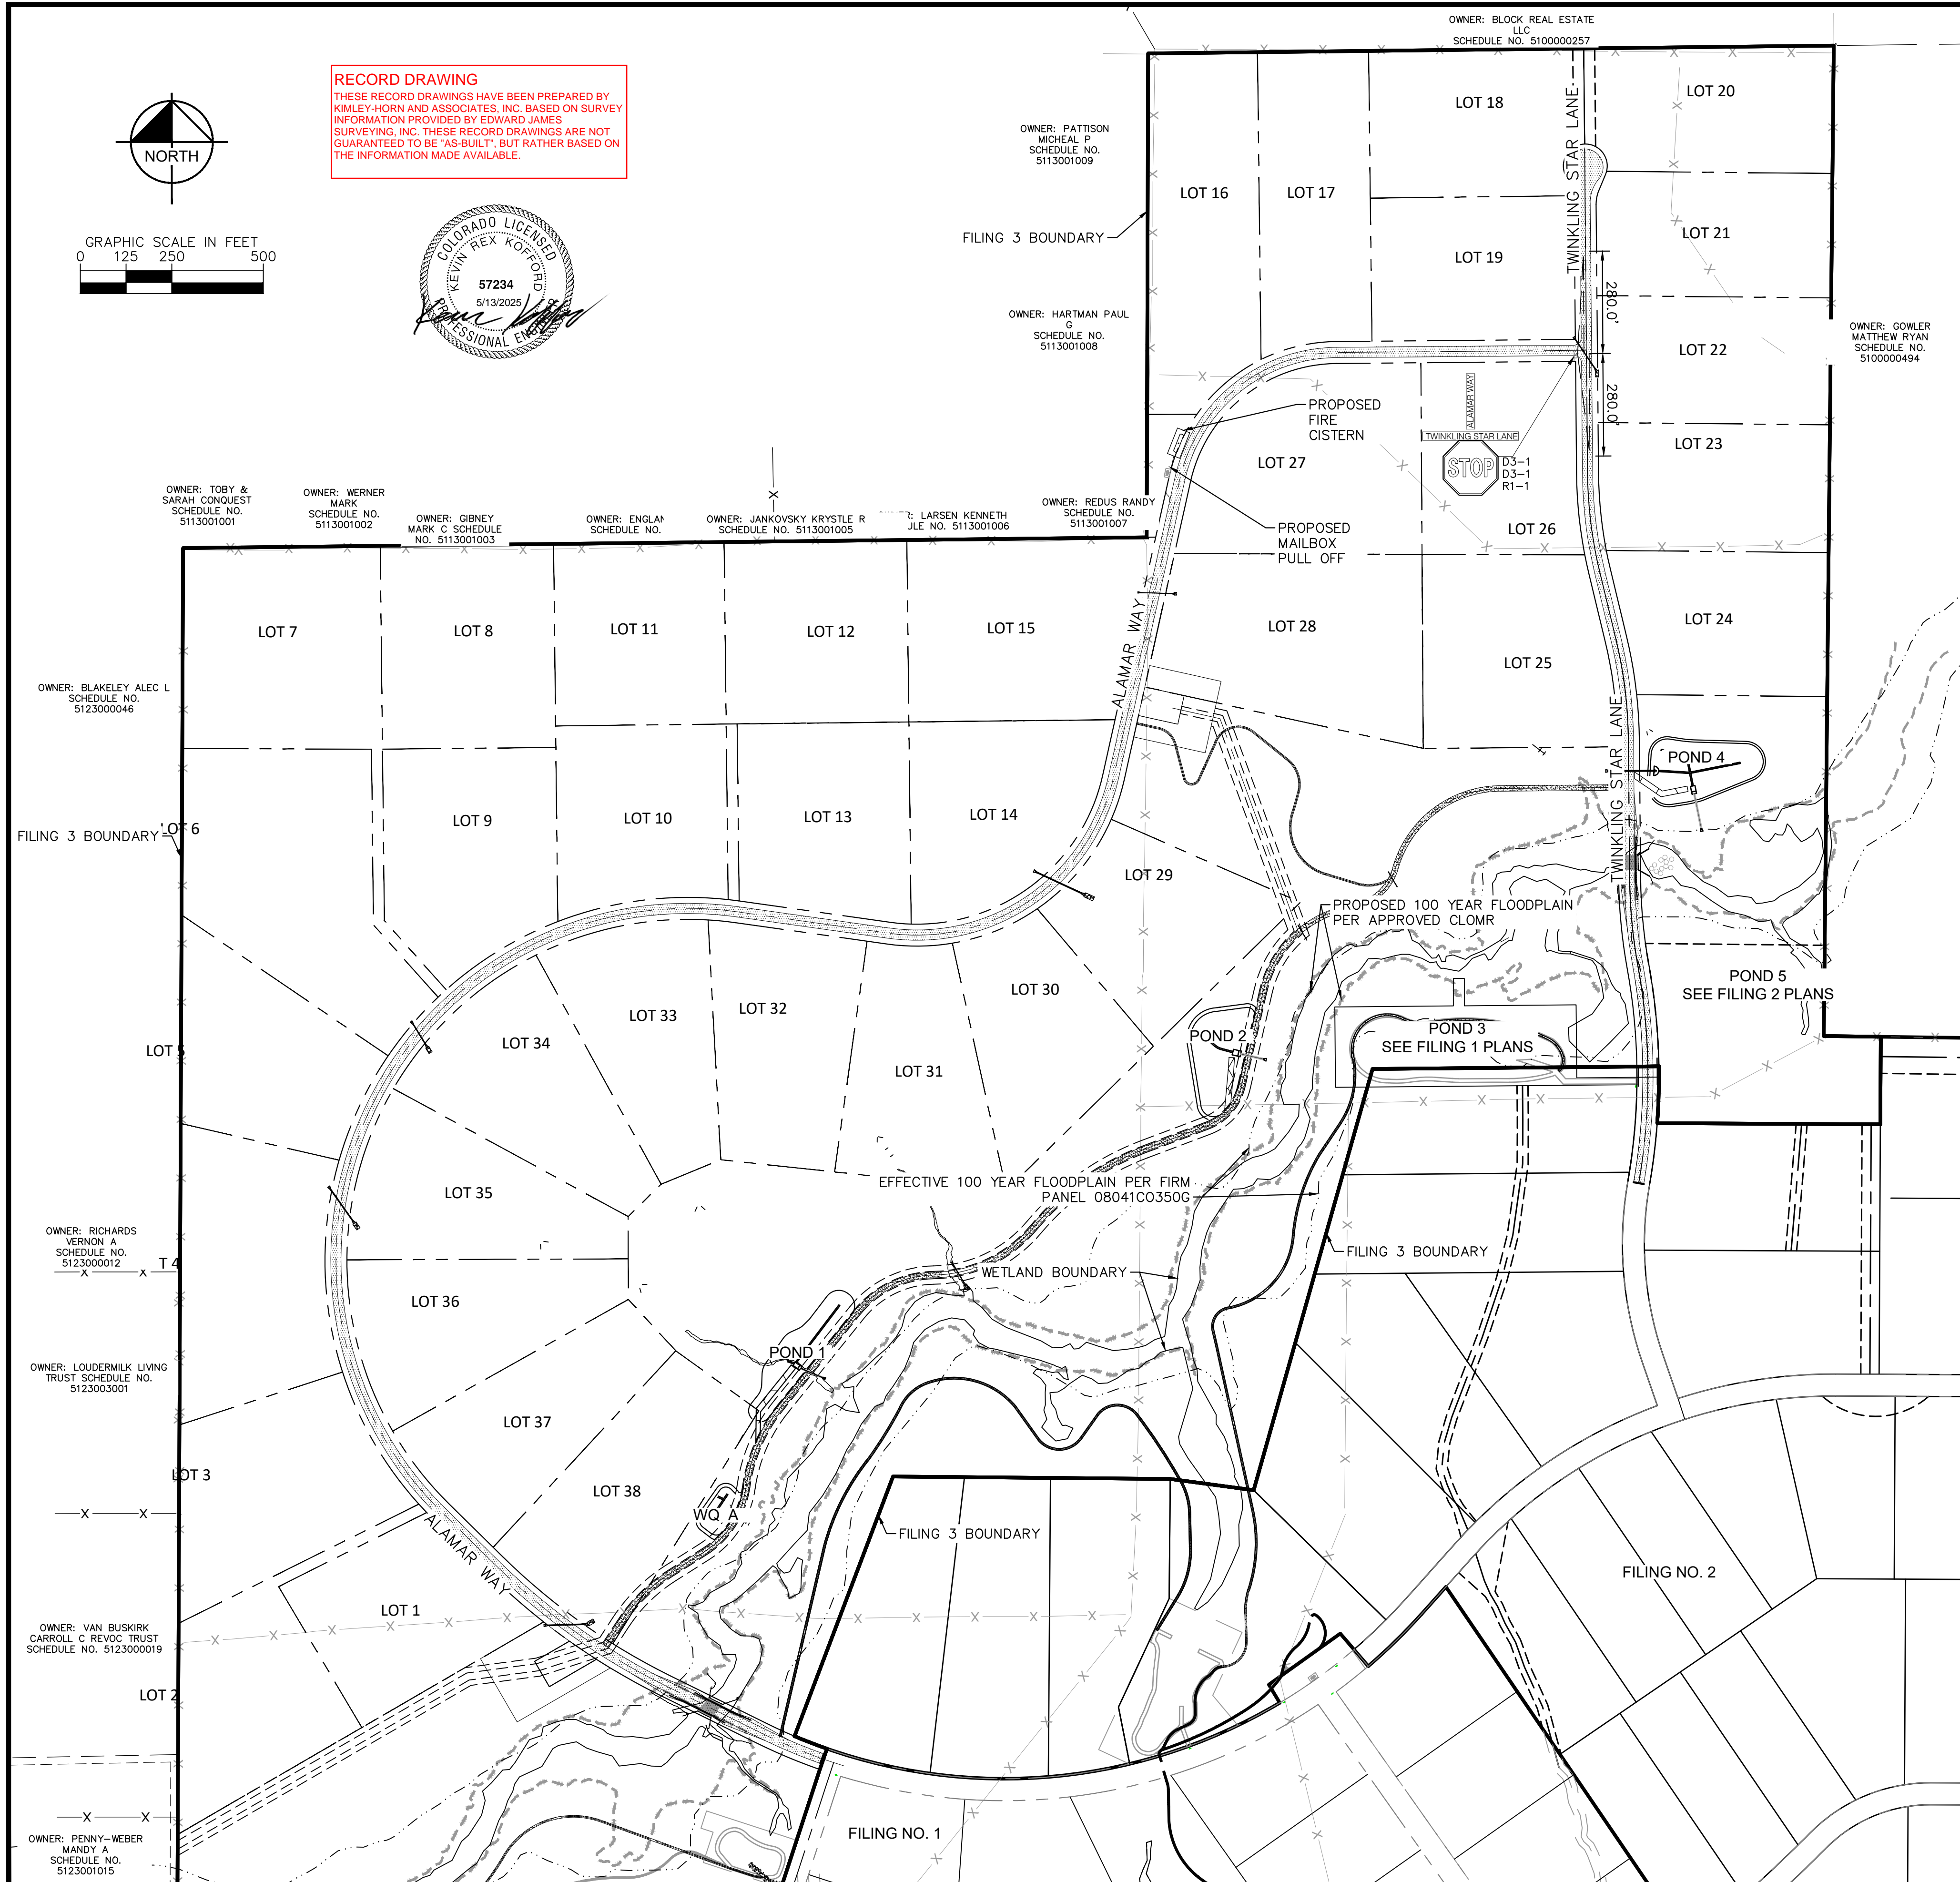 OWNER: BLOCK REAL ESTATE
LLC
SCHEDULE NO. 5100000257
RECORD DRAWING
THESE RECORD DRAWINGS HAVE BEEN PREPARED BY
KIMLEY-HORN AND ASSOCIATES, INC. BASED ON SURVEY
INFORMATION PROVIDED BY EDWARD JAMES
SURVEYING, INC. THESE RECORD DRAWINGS ARE NOT
GUARANTEED TO BE "AS-BUILT", BUT RATHER BASED ON
THE INFORMATION MADE AVAILABLE.
NORTH
GRAPHIC SCALE IN FEET
0 125 250 500
COLORADO LICENSED
KEVIN REX KOFFORD
57234
5/13/2025
PROFESSIONAL
OWNER: PATTISON
MICHEAL P
SCHEDULE NO.
5113001009
FILING 3 BOUNDARY
OWNER: HARTMAN PAUL
G
SCHEDULE NO.
5113001008
LOT 16
LOT 17
LOT 18
LOT 19
LOT 20
LOT 21
LOT 22
LOT 23
TWINKLING STAR LANE
280.0'
280.0'
OWNER: GOWLER
MATTHEW RYAN
SCHEDULE NO.
5100000494
PROPOSED
FIRE
CISTERN
ALAMAR WAY
TWINKLING STAR LANE
STOP
D3-1
D3-1
R1-1
LOT 27
LOT 26
PROPOSED
MAILBOX
PULL OFF
OWNER: TOBY &
SARAH CONQUEST
SCHEDULE NO.
5113001001
OWNER: WERNER
MARK
SCHEDULE NO.
5113001002
OWNER: GIBNEY
MARK C SCHEDULE
NO. 5113001003
OWNER: ENGLAN
SCHEDULE NO.
OWNER: JANKOVSKY KRYSTLE R
SCHEDULE NO. 5113001005
LARSEN KENNETH
ULE NO. 5113001006
OWNER: REDUS RANDY
SCHEDULE NO.
5113001007
LOT 7
LOT 8
LOT 11
LOT 12
LOT 15
ALAMAR WAY
LOT 28
LOT 25
LOT 24
OWNER: BLAKELEY ALEC L
SCHEDULE NO.
5123000046
TWINKLING STAR LANE
POND 4
FILING 3 BOUNDARY
LOT 6
LOT 9
LOT 10
LOT 13
LOT 14
LOT 29
PROPOSED 100 YEAR FLOODPLAIN
PER APPROVED CLOMR
POND 5
SEE FILING 2 PLANS
LOT 30
LOT 32
LOT 33
LOT 34
LOT 31
LOT 5
POND 2
POND 3
SEE FILING 1 PLANS
EFFECTIVE 100 YEAR FLOODPLAIN PER FIRM
PANEL 08041CO350G
LOT 35
OWNER: RICHARDS
VERNON A
SCHEDULE NO.
5123000012
T 4
FILING 3 BOUNDARY
WETLAND BOUNDARY
LOT 36
POND 1
OWNER: LOUDERMILK LIVING
TRUST SCHEDULE NO.
5123003001
LOT 37
LOT 3
LOT 38
WQ A
FILING 3 BOUNDARY
ALAMAR WAY
FILING NO. 2
LOT 1
OWNER: VAN BUSKIRK
CARROLL C REVOC TRUST
SCHEDULE NO. 5123000019
LOT 2
OWNER: PENNY-WEBER
MANDY A
SCHEDULE NO.
5123001015
FILING NO. 1